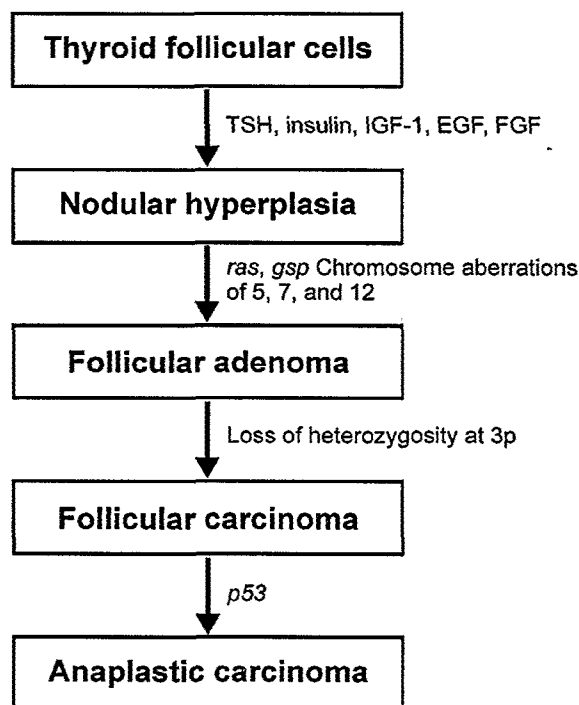 Thyroid follicular cells
TSH, insulin, IGF-1, EGF, FGF
Nodular hyperplasia
ras, gsp Chromosome aberrations
of 5, 7, and 12
Follicular adenoma
Loss of heterozygosity at 3p
Follicular carcinoma
p53
Anaplastic carcinoma